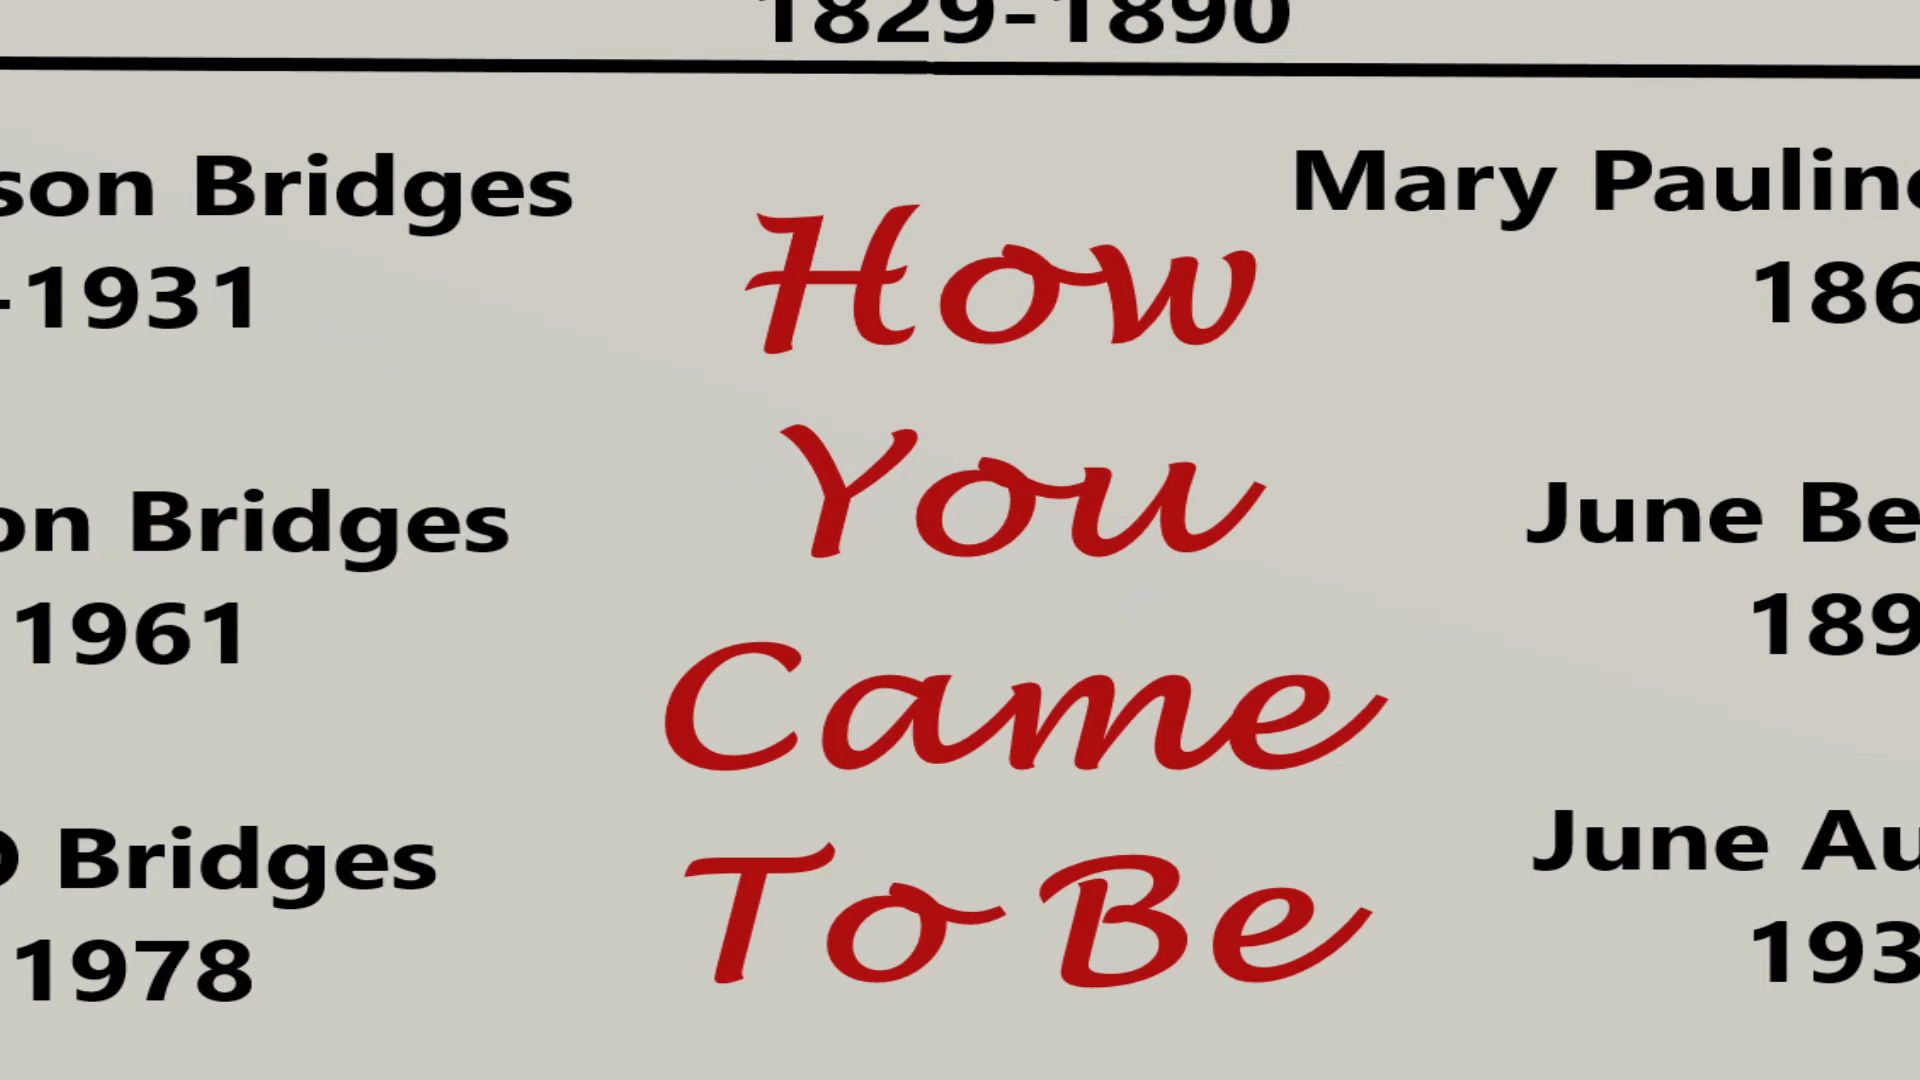 1829-1890
son Bridges
-1931
on Bridges
1961
Bridges
1978
How
You
Came
To Be
Mary Pauline
186
June Be
189
June Au
193